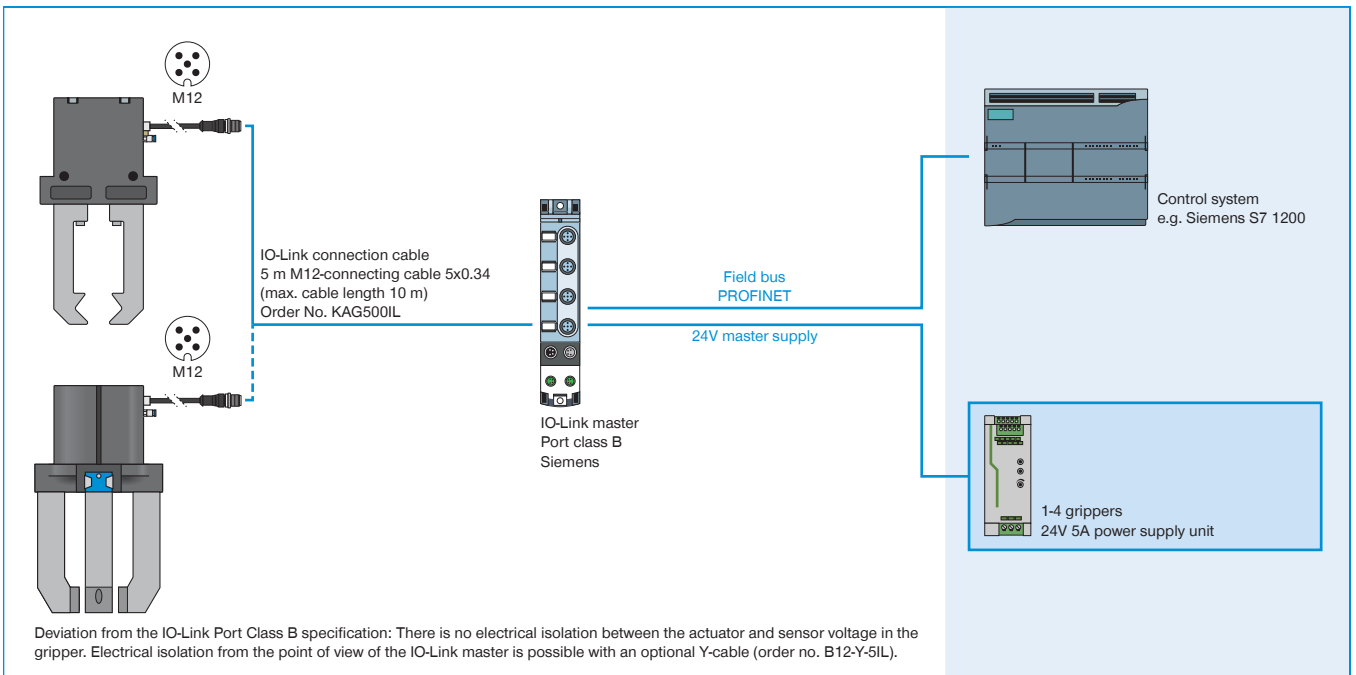 M12
IO-Link connection cable
5 m M12-connecting cable 5x0.34
(max. cable length 10 m)
Order No. KAG500IL
M12
IO-Link master
Port class B
Siemens
Field bus
PROFINET
24V master supply
Control system
e.g. Siemens S7 1200
1-4 grippers
24V 5A power supply unit
Deviation from the IO-Link Port Class B specification: There is no electrical isolation between the actuator and sensor voltage in the
gripper. Electrical isolation from the point of view of the IO-Link master is possible with an optional Y-cable (order no. B12-Y-5IL).